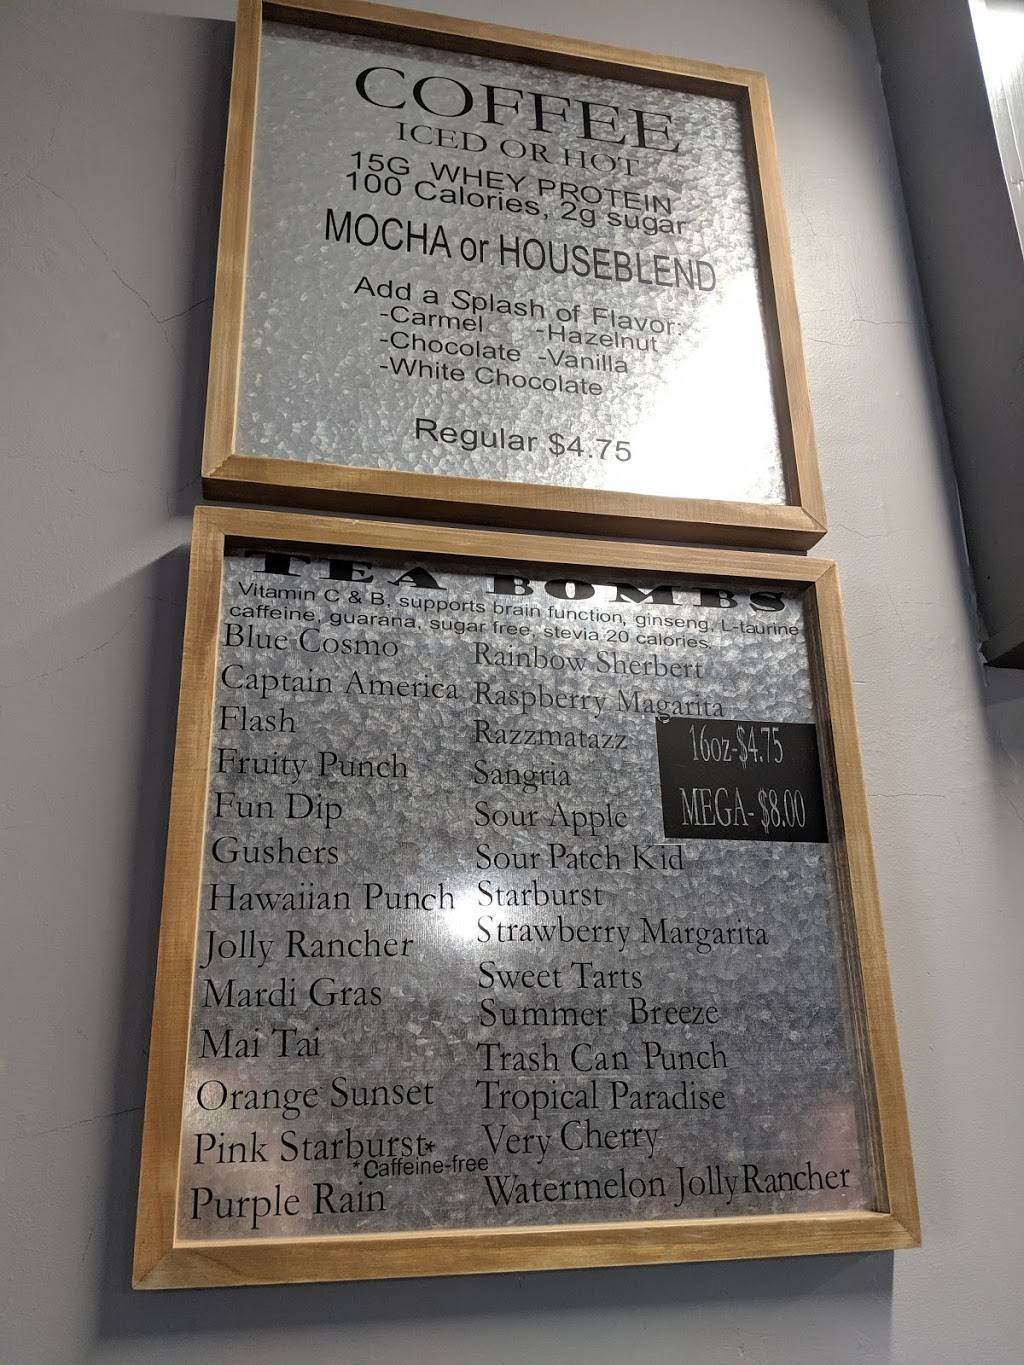 COFFEE
ICED OR HOT
15G WHEY PROTEIN
100 Calories, 2g sugar
MOCHA or HOUSEBLEND
Add a Splash of Flavor:
-Carmel -Hazelnut
-Chocolate -Vanilla
-White Chocolate
Regular $4.75
TEA BOMBS
Vitamin C & B, supports brain function, ginseng, L-taurine
caffeine, guarana, sugar free, stevia 20 calories.
Blue Cosmo
Captain America
Flash
Fruity Punch
Fun Dip
Gushers
Hawaiian Punch
Jolly Rancher
Mardi Gras
Mai Tai
Orange Sunset
Pink Starburst*
*Caffeine-free
Purple Rain
Rainbow Sherbert
Raspberry Magarita
Razzmatazz
Sangria
Sour Apple
Sour Patch Kid
Starburst
Strawberry Margarita
Sweet Tarts
Summer Breeze
Trash Can Punch
Tropical Paradise
Very Cherry
Watermelon JollyRancher
16oz-$4.75
MEGA- $8.00